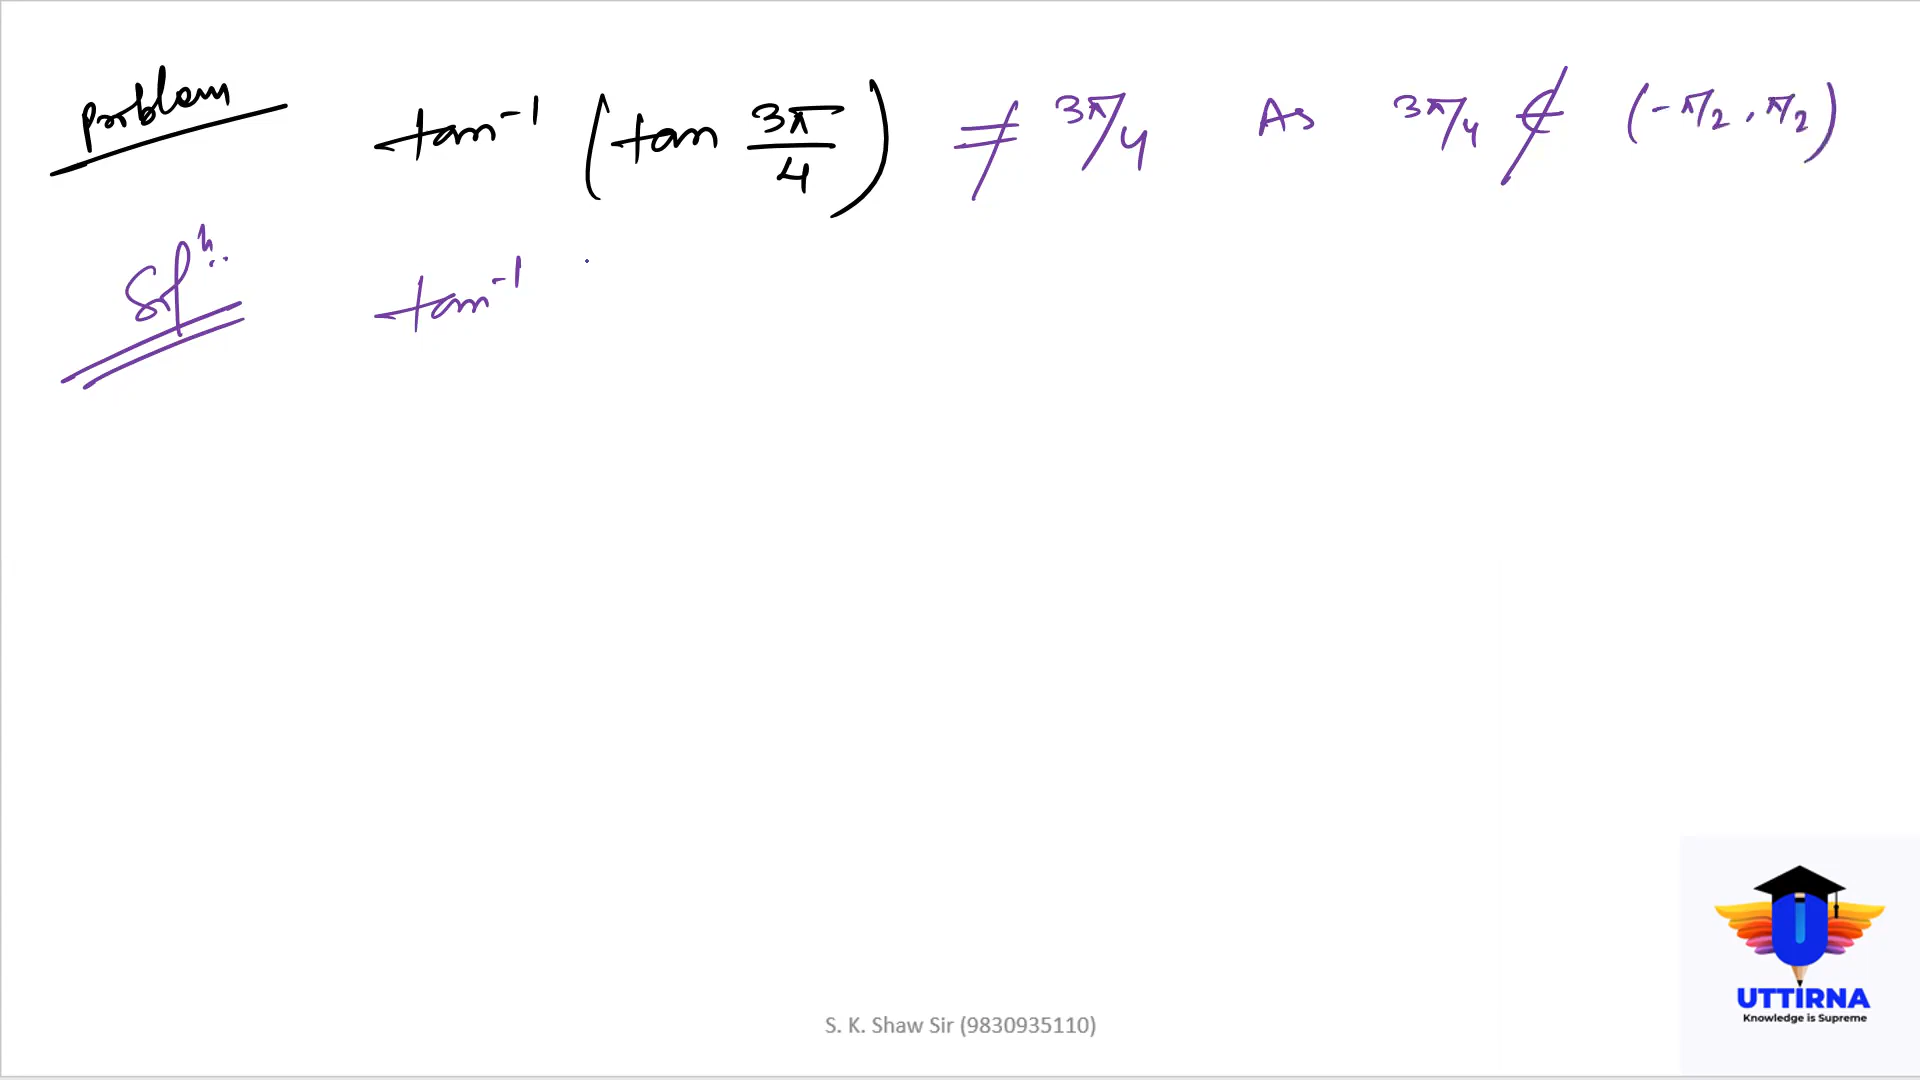 Problem tan⁻¹ (tan 3π/4) ≠ 3π/4 As 3π/4 ∉ (-π/2, π/2)
Solⁿ:. tan⁻¹
UTTIRNA
Knowledge is Supreme
S. K. Shaw Sir (9830935110)